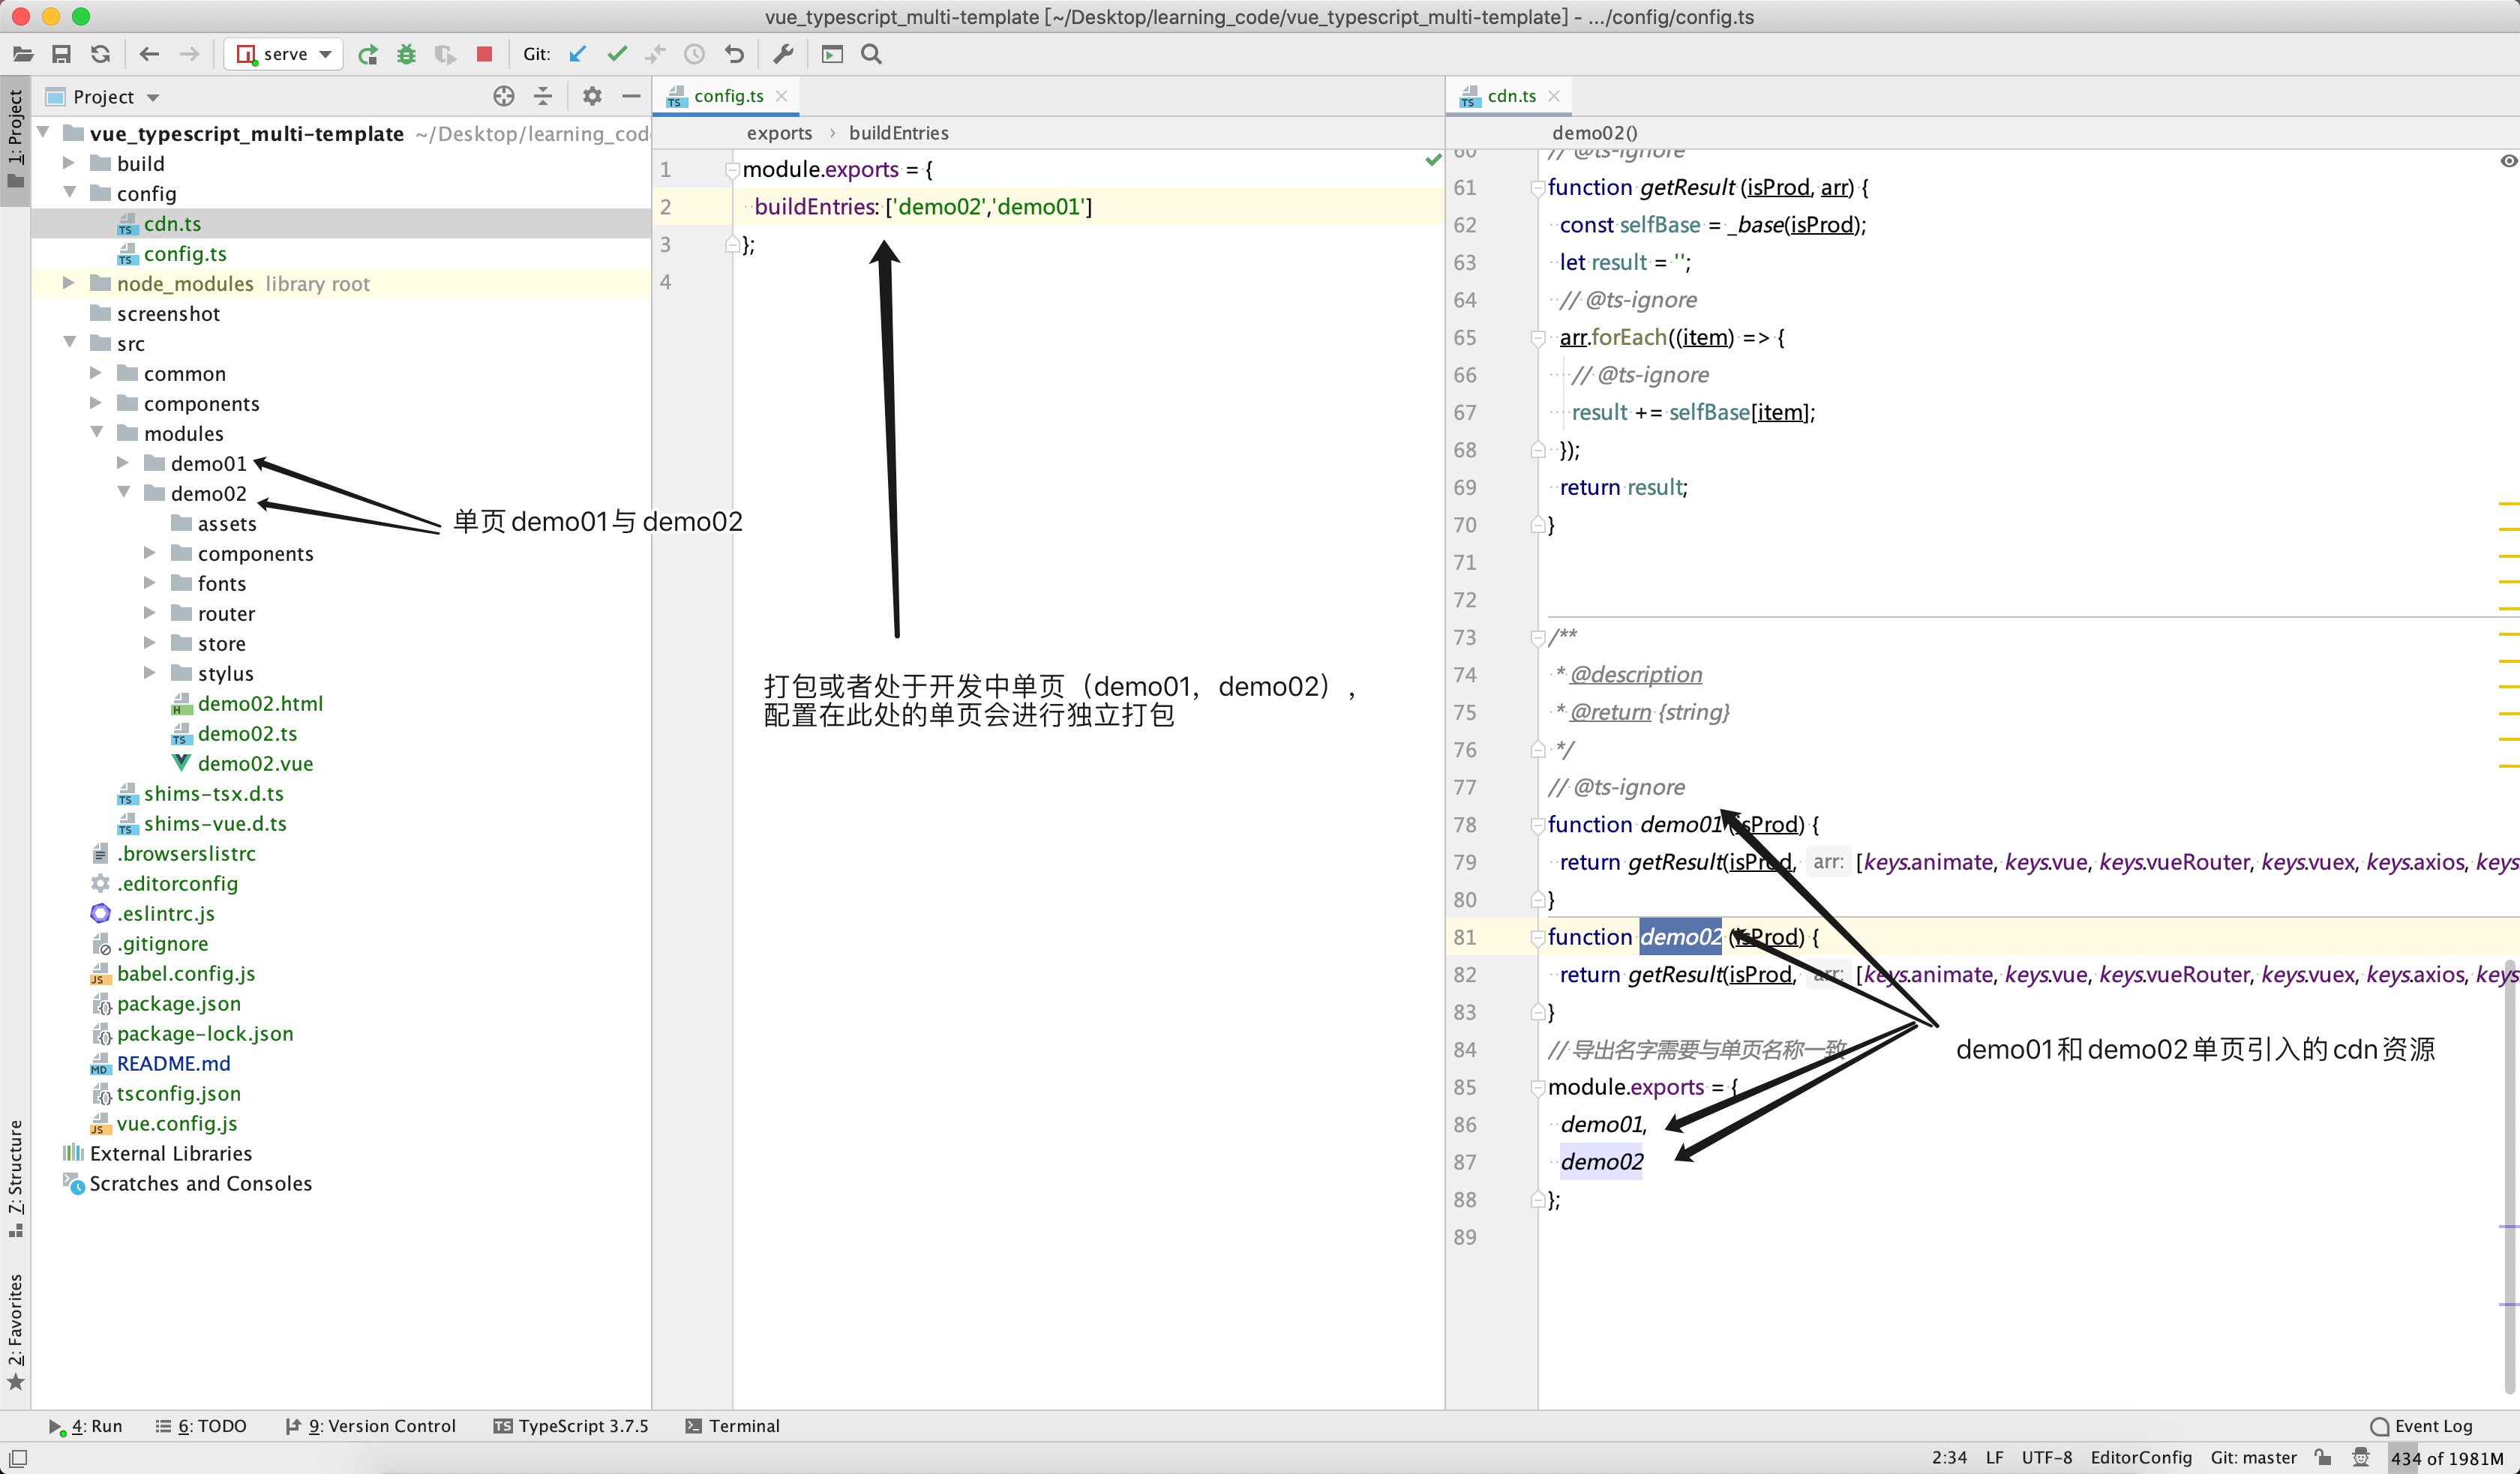 vue_typescript_multi-template [~/Desktop/learning_code/vue_typescript_multi-template] - .../config/config.ts
serve
Git:
1: Project
Project
vue_typescript_multi-template ~/Desktop/learning_cod
build
config
cdn.ts
config.ts
node_modules library root
screenshot
src
common
components
modules
demo01
demo02
assets
components
fonts
router
store
stylus
demo02.html
demo02.ts
demo02.vue
shims-tsx.d.ts
shims-vue.d.ts
.browserslistrc
.editorconfig
.eslintrc.js
.gitignore
babel.config.js
package.json
package-lock.json
README.md
tsconfig.json
vue.config.js
External Libraries
Scratches and Consoles
单页demo01与 demo02
7: Structure
2: Favorites
config.ts
exports › buildEntries
1 module.exports = {
2 buildEntries: ['demo02','demo01']
3 };
4
打包或者处于开发中单页（demo01，demo02），
配置在此处的单页会进行独立打包
cdn.ts
demo02()
60 // @ts-ignore
61 function getResult (isProd, arr) {
62 const selfBase = _base(isProd);
63 let result = '';
64 // @ts-ignore
65 arr.forEach((item) => {
66 // @ts-ignore
67 result += selfBase[item];
68 });
69 return result;
70 }
71
72
73 /**
74 * @description
75 * @return {string}
76 */
77 // @ts-ignore
78 function demo01 (isProd) {
79 return getResult(isProd, arr: [keys.animate, keys.vue, keys.vueRouter, keys.vuex, keys.axios, keys
80 }
81 function demo02 (isProd) {
82 return getResult(isProd, arr: [keys.animate, keys.vue, keys.vueRouter, keys.vuex, keys.axios, keys
83 }
84 // 导出名字需要与单页名称一致
85 module.exports = {
86 demo01,
87 demo02
88 };
89
demo01和demo02单页引入的cdn资源
4: Run
6: TODO
9: Version Control
TS TypeScript 3.7.5
Terminal
Event Log
2:34 LF UTF-8 EditorConfig Git: master 434 of 1981M